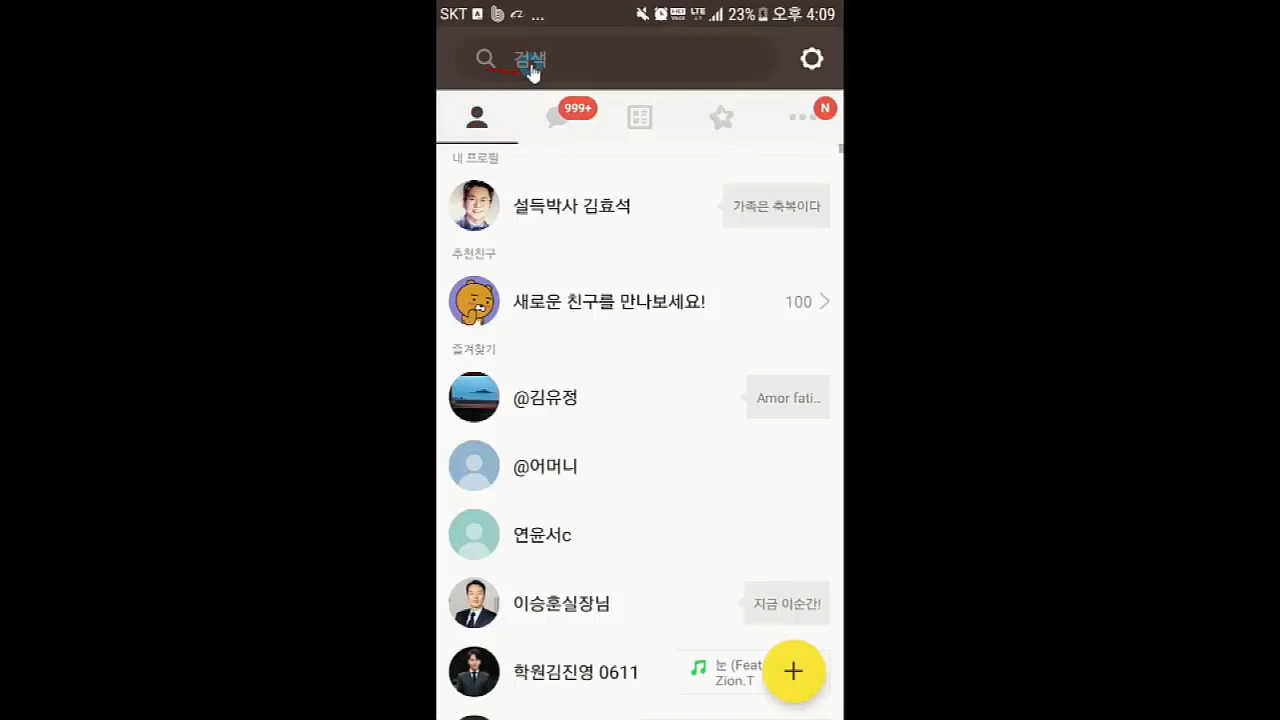 SKT ... 23% 오후 4:09
검색
999+
N
내 프로필
설득박사 김효석
가족은 축복이다
추천친구
새로운 친구를 만나보세요!
100
즐겨찾기
@김유정
Amor fati..
@어머니
연윤서c
이승훈실장님
지금 이순간!
학원김진영 0611
눈 (Feat
Zion.T